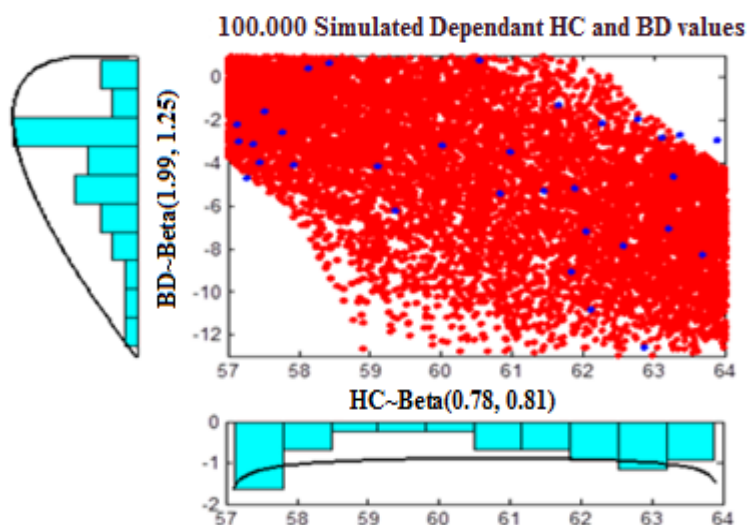 100.000 Simulated Dependant HC and BD values
BD~Beta(1.99, 1.25)
0
-2
-4
-6
-8
-10
-12
57 58 59 60 61 62 63 64
HC~Beta(0.78, 0.81)
0
-1
-2
57 58 59 60 61 62 63 64